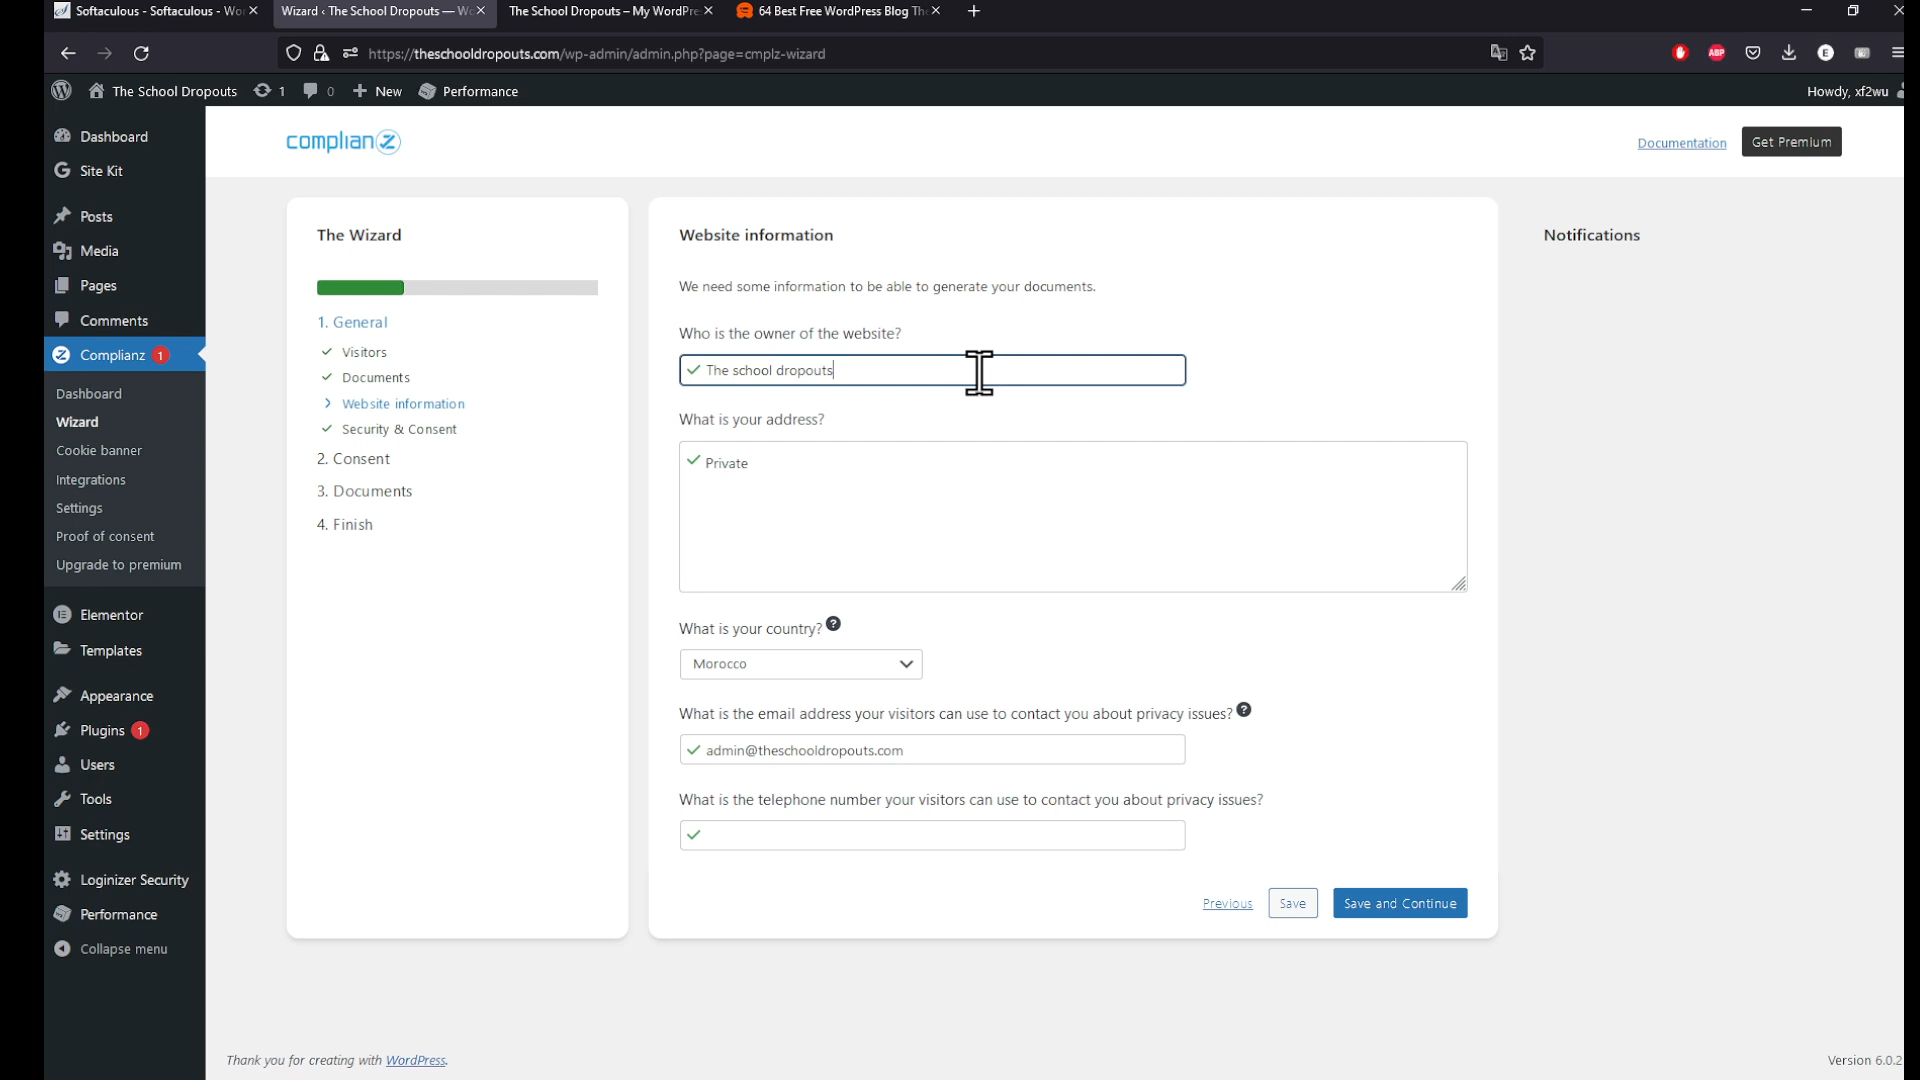 Softaculous - Softaculous - Wo
Wizard ‹ The School Dropouts — Wo
The School Dropouts – My WordPre
64 Best Free WordPress Blog The
https://theschooldropouts.com/wp-admin/admin.php?page=cmplz-wizard
ABP
E
The School Dropouts
1
0
New
Performance
Howdy, xf2wu
Dashboard
Site Kit
Posts
Media
Pages
Comments
Complianz 1
Dashboard
Wizard
Cookie banner
Integrations
Settings
Proof of consent
Upgrade to premium
Elementor
Templates
Appearance
Plugins 1
Users
Tools
Settings
Loginizer Security
Performance
Collapse menu
complianz
Documentation
Get Premium
The Wizard
1. General
Visitors
Documents
Website information
Security & Consent
2. Consent
3. Documents
4. Finish
Website information
We need some information to be able to generate your documents.
Who is the owner of the website?
The school dropouts
What is your address?
Private
What is your country?
Morocco
What is the email address your visitors can use to contact you about privacy issues?
admin@theschooldropouts.com
What is the telephone number your visitors can use to contact you about privacy issues?
Previous
Save
Save and Continue
Notifications
Thank you for creating with WordPress.
Version 6.0.2